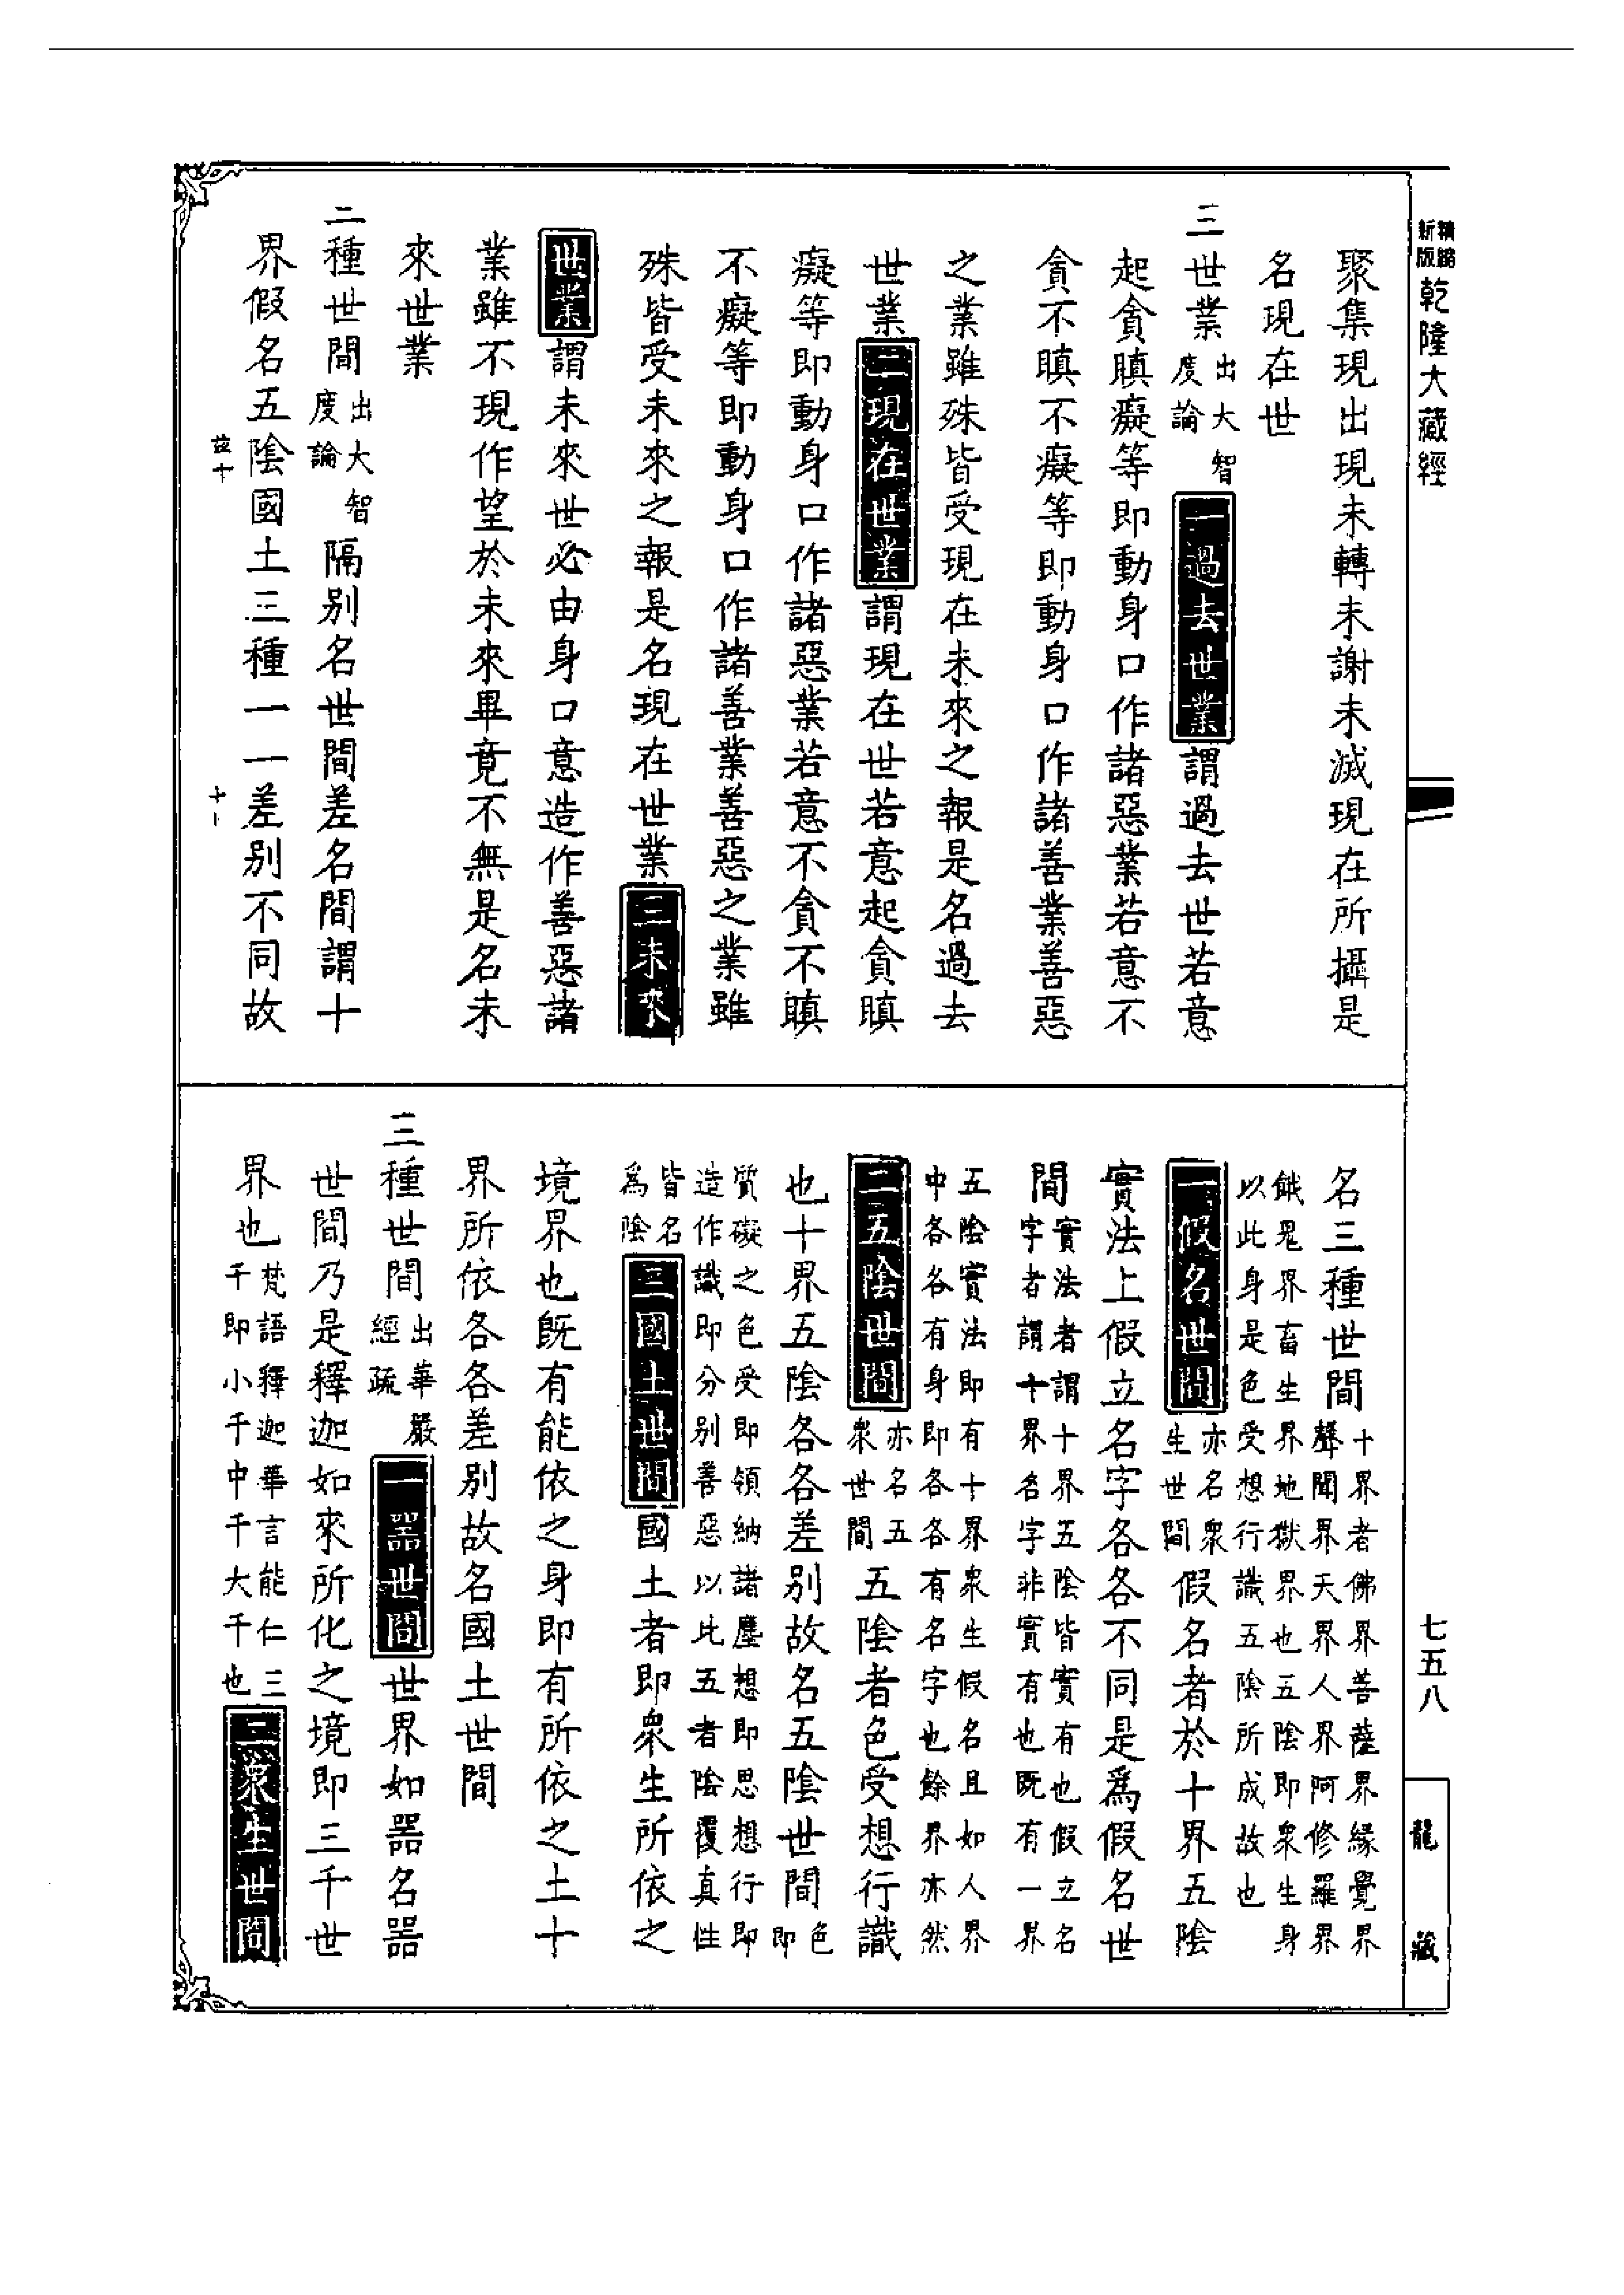 精編
新版
乾隆大藏經
七五八
龍藏
聚集現出現未轉未謝未滅現在所攝是
名現在世
三世業出大智度論一過去世業謂過去世若意
起貪瞋癡等即動身口作諸惡業若意不
貪不瞋不癡等即動身口作諸善業善惡
之業雖殊皆受現在未來之報是名過去
世業二現在世業謂現在世若意起貪瞋
癡等即動身口作諸惡業若意不貪不瞋
不癡等即動身口作諸善業善惡之業雖
殊皆受未來之報是名現在世業三未來
世業謂未來世必由身口意造作善惡諸
業雖不現作望於未來畢竟不無是名未
來世業
三種世間出大智度論隔別名世間差名間謂十
界假名五陰國土三種一一差別不同故
名三種世間十界者佛界菩薩界緣覺界聲聞界天界人界阿修羅界
餓鬼界畜生界地獄界也五陰即眾生身以此身是色受想行識五陰所成故也
一假名世間亦名眾生世間假名者於十界五陰
實法上假立名字各各不同是為假名世
間實法者謂十界五陰皆實有也假立名字者謂十界名字非實有也既有一界
五陰實法即有十界眾生假名且如人界中各各有身即各各有名字也餘界亦然
二五陰世間亦名五眾世間五陰者色受想行識
也十界五陰各各差別故名五陰世間色即
質礙之色受即領納諸塵想即思想行即造作識即分別善惡以此五者陰覆真性
皆名為陰三國土世間國土者即眾生所依之
境界也既有能依之身即有所依之土十
界所依各各差別故名國土世間
三種世間出華嚴經疏一器世間世界如器名器
世間乃是釋迦如來所化之境即三千世
界也梵語釋迦華言能仁三千即小千中千大千也二眾生世間